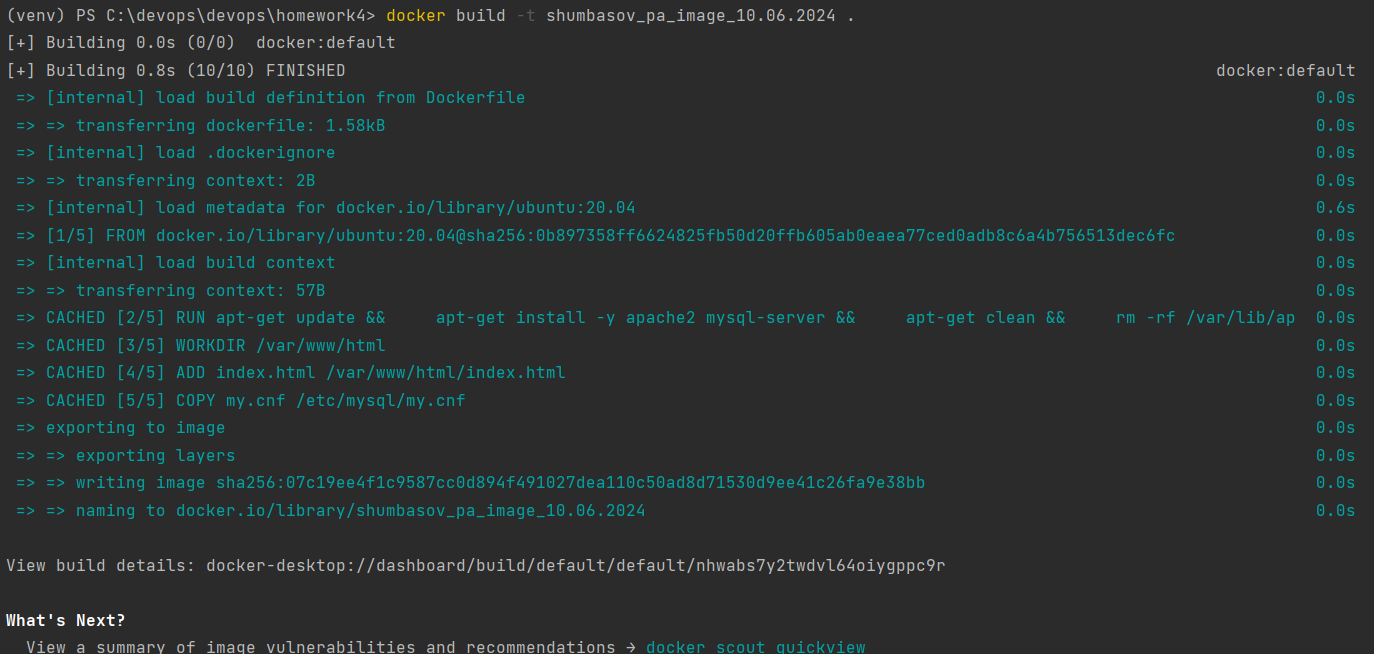 (venv) PS C:\devops\devops\homework4> docker build -t shumbasov_pa_image_10.06.2024 .
[+] Building 0.0s (0/0)  docker:default
[+] Building 0.8s (10/10) FINISHED docker:default
=> [internal] load build definition from Dockerfile 0.0s
=> => transferring dockerfile: 1.58kB 0.0s
=> [internal] load .dockerignore 0.0s
=> => transferring context: 2B 0.0s
=> [internal] load metadata for docker.io/library/ubuntu:20.04 0.6s
=> [1/5] FROM docker.io/library/ubuntu:20.04@sha256:0b897358ff6624825fb50d20ffb605ab0eaea77ced0adb8c6a4b756513dec6fc 0.0s
=> [internal] load build context 0.0s
=> => transferring context: 57B 0.0s
=> CACHED [2/5] RUN apt-get update &&     apt-get install -y apache2 mysql-server &&     apt-get clean &&     rm -rf /var/lib/ap 0.0s
=> CACHED [3/5] WORKDIR /var/www/html 0.0s
=> CACHED [4/5] ADD index.html /var/www/html/index.html 0.0s
=> CACHED [5/5] COPY my.cnf /etc/mysql/my.cnf 0.0s
=> exporting to image 0.0s
=> => exporting layers 0.0s
=> => writing image sha256:07c19ee4f1c9587cc0d894f491027dea110c50ad8d71530d9ee41c26fa9e38bb 0.0s
=> => naming to docker.io/library/shumbasov_pa_image_10.06.2024 0.0s
View build details: docker-desktop://dashboard/build/default/default/nhwabs7y2twdvl64oiygppc9r
What's Next?
View a summary of image vulnerabilities and recommendations → docker scout quickview